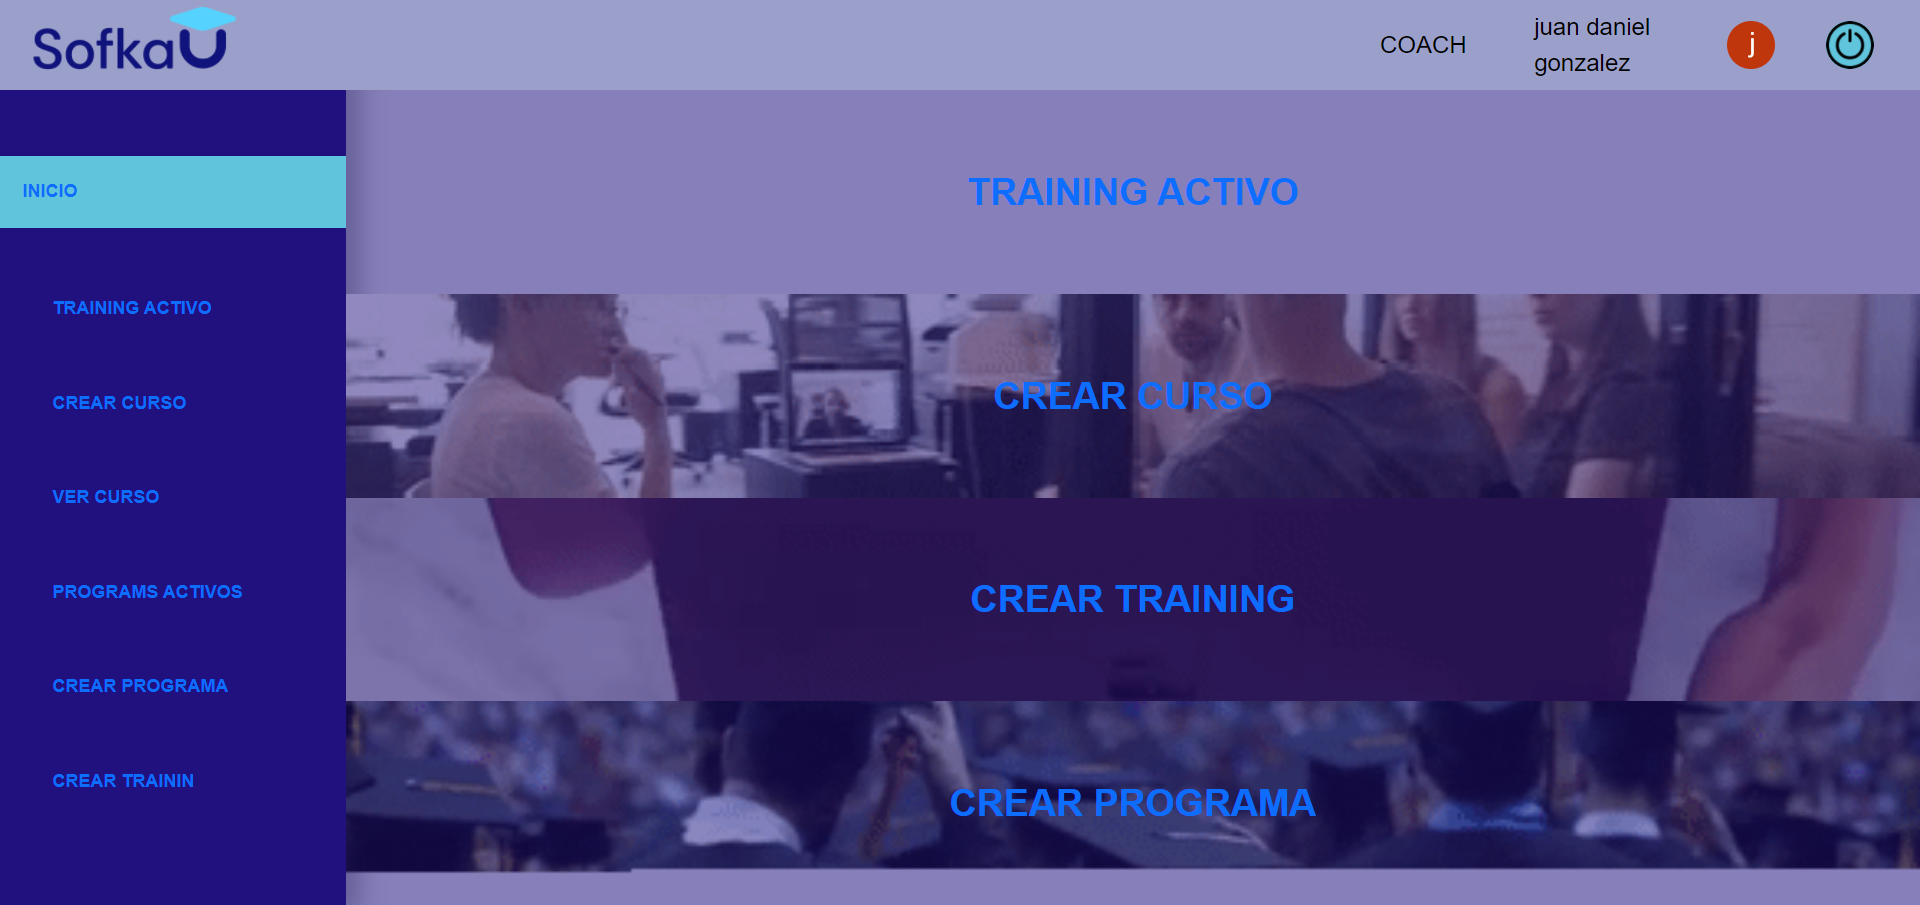 SofkaU
COACH
juan daniel
gonzalez
j
INICIO
TRAINING ACTIVO
CREAR CURSO
VER CURSO
PROGRAMS ACTIVOS
CREAR PROGRAMA
CREAR TRAININ
TRAINING ACTIVO
CREAR CURSO
CREAR TRAINING
CREAR PROGRAMA